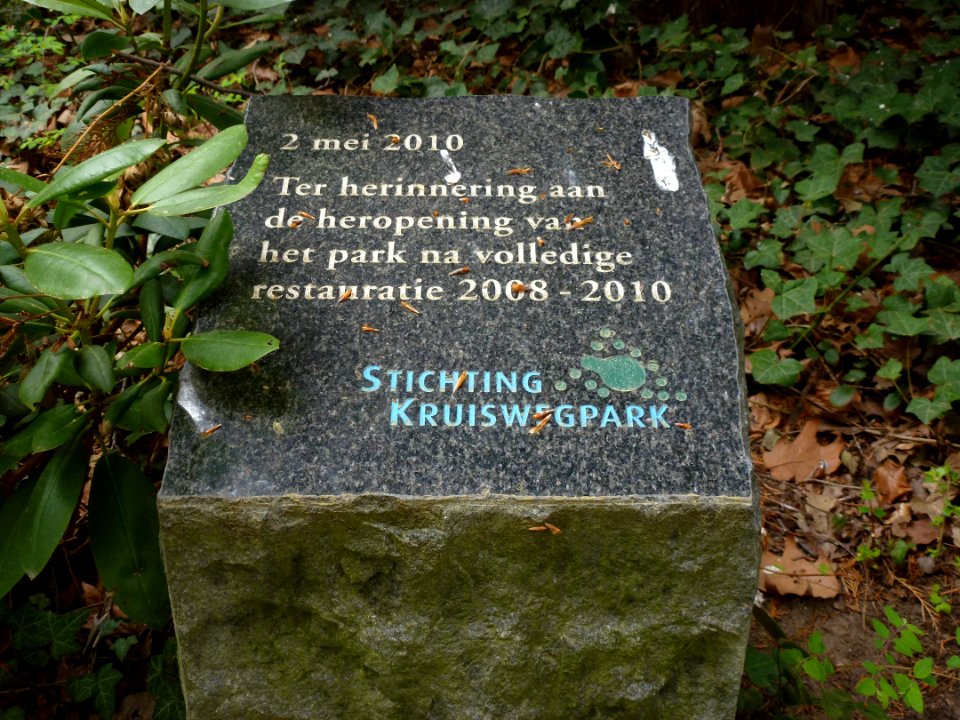 2 mei 2010
Ter herinnering aan
de heropening van
het park na volledige
restauratie 2008 - 2010
STICHTING
KRUISWEGPARK